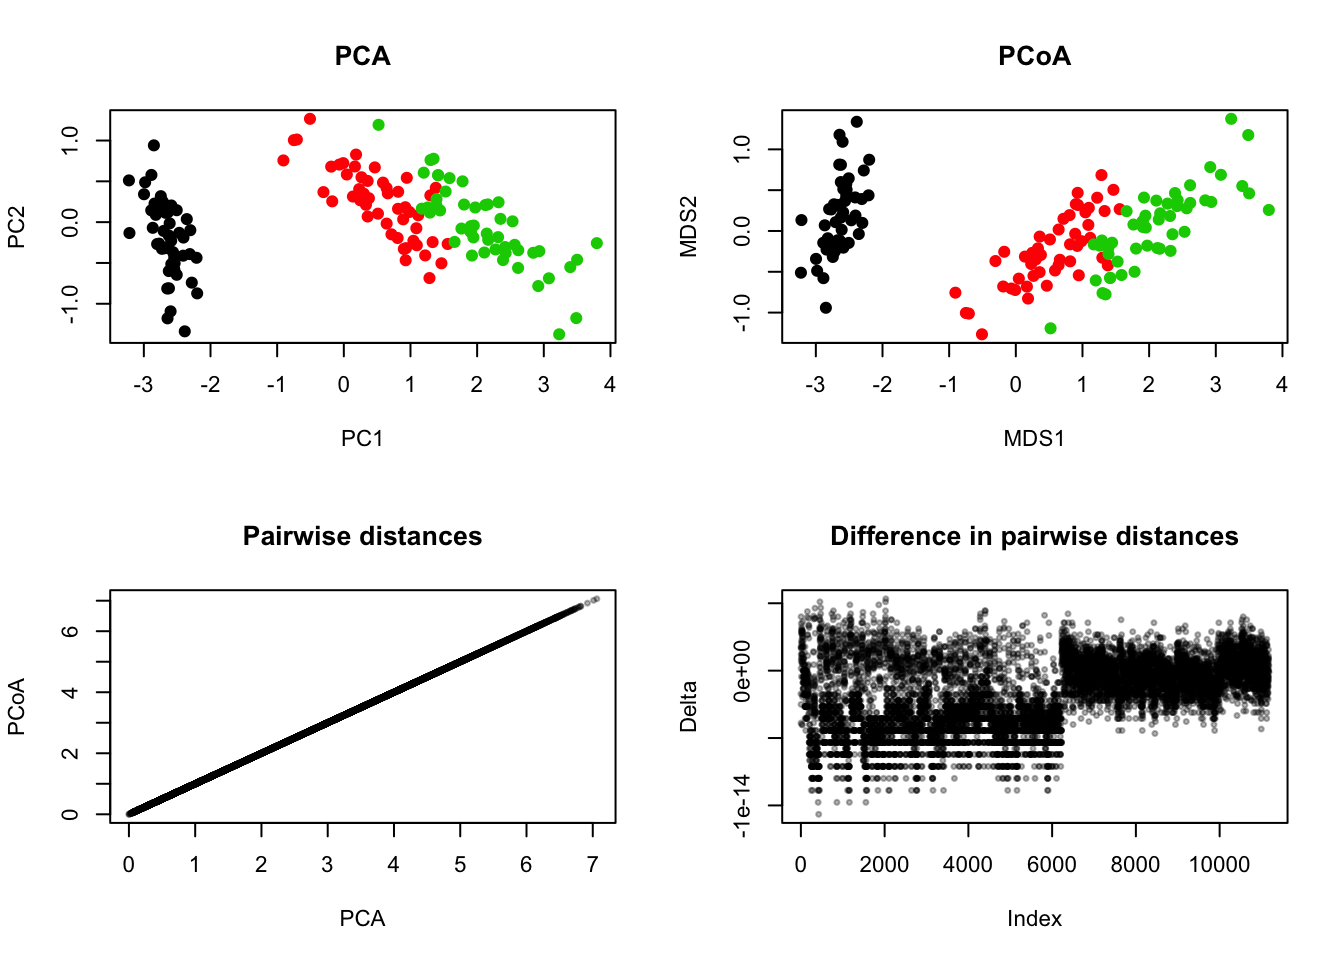 PCA
1.0
0.0
-1.0
PC2
-3 -2 -1 0 1 2 3 4
PC1
PCoA
1.0
0.0
-1.0
MDS2
-3 -2 -1 0 1 2 3 4
MDS1
Pairwise distances
6
4
2
0
PCoA
0 1 2 3 4 5 6 7
PCA
Difference in pairwise distances
0e+00
-1e-14
Delta
0 2000 4000 6000 8000 10000
Index